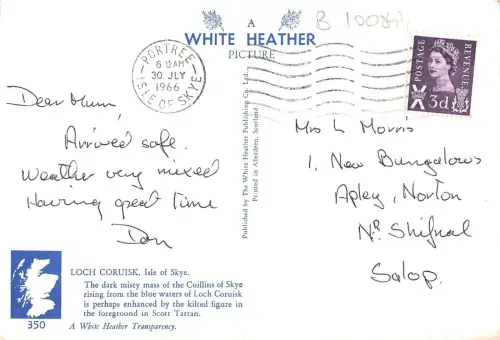 A
WHITE HEATHER
PICTURE
PORTREE
6 15AM
30 JLY
1966
ISLE OF SKYE
POSTAGE
REVENUE
3d
Dear Mum,
Arrived safe.
Weather very mixed
Having great time
Don
Published by The White Heather Publishing Co. Ltd.
Printed in Aberdeen, Scotland.
Mrs L Morris
1, New Bungalows
Apley, Norton
Nr Shifnal
Salop.
LOCH CORUISK, Isle of Skye.
The dark misty mass of the Cuillins of Skye
rising from the blue waters of Loch Coruisk
is perhaps enhanced by the kilted figure in
the foreground in Scott Tartan.
350
A White Heather Transparency.